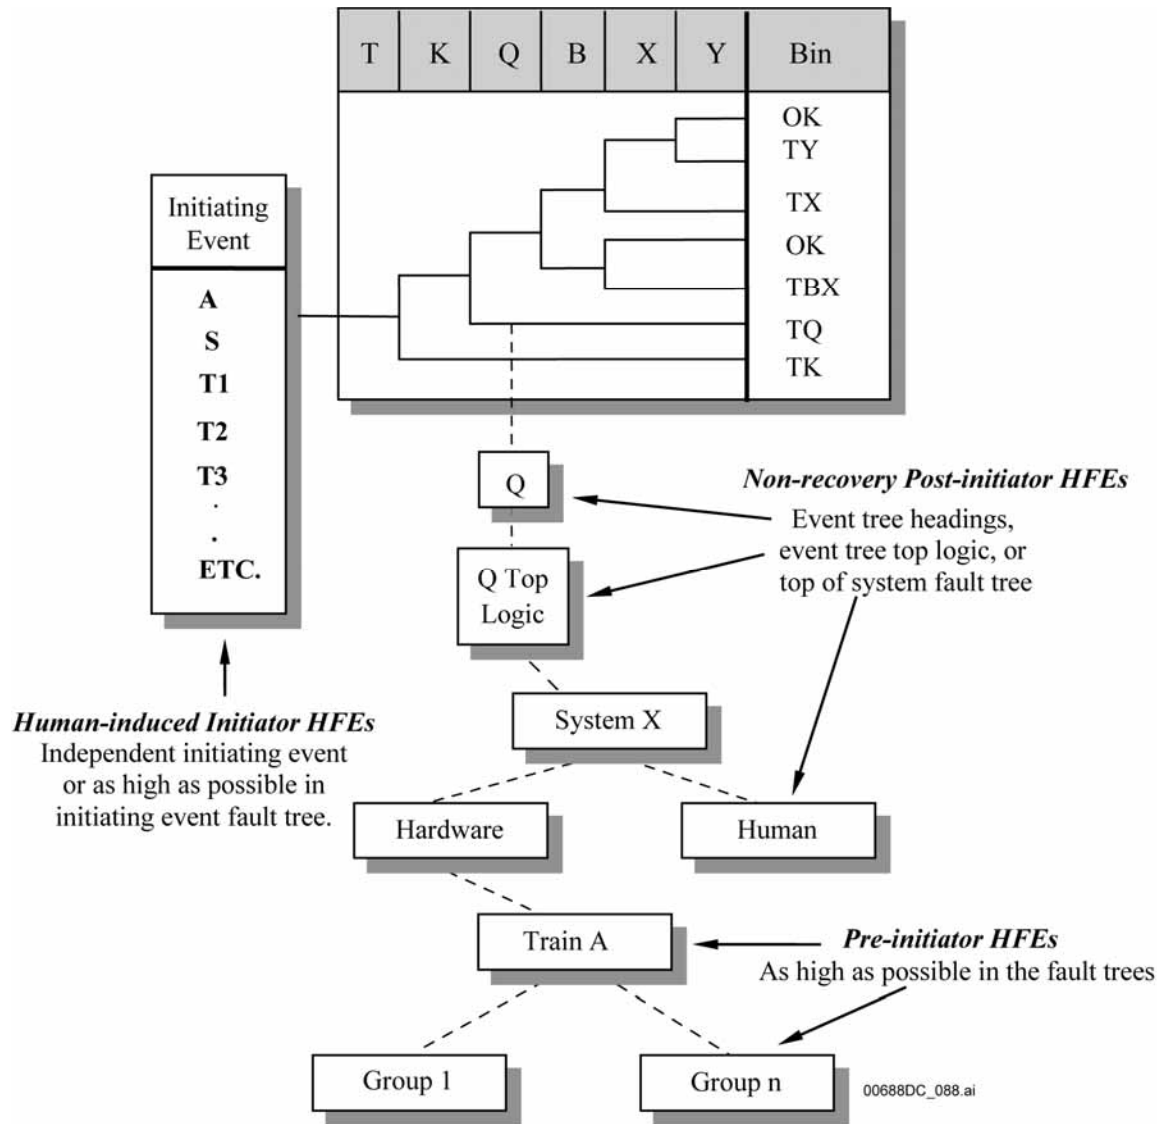 T K Q B X Y Bin
OK
TY
TX
OK
TBX
TQ
TK
Initiating
Event
A
S
T1
T2
T3
.
.
ETC.
Human-induced Initiator HFEs
Independent initiating event
or as high as possible in
initiating event fault tree.
Q
Q Top
Logic
Non-recovery Post-initiator HFEs
Event tree headings,
event tree top logic, or
top of system fault tree
System X
Hardware
Human
Train A
Pre-initiator HFEs
As high as possible in the fault trees
Group 1
Group n
00688DC_088.ai